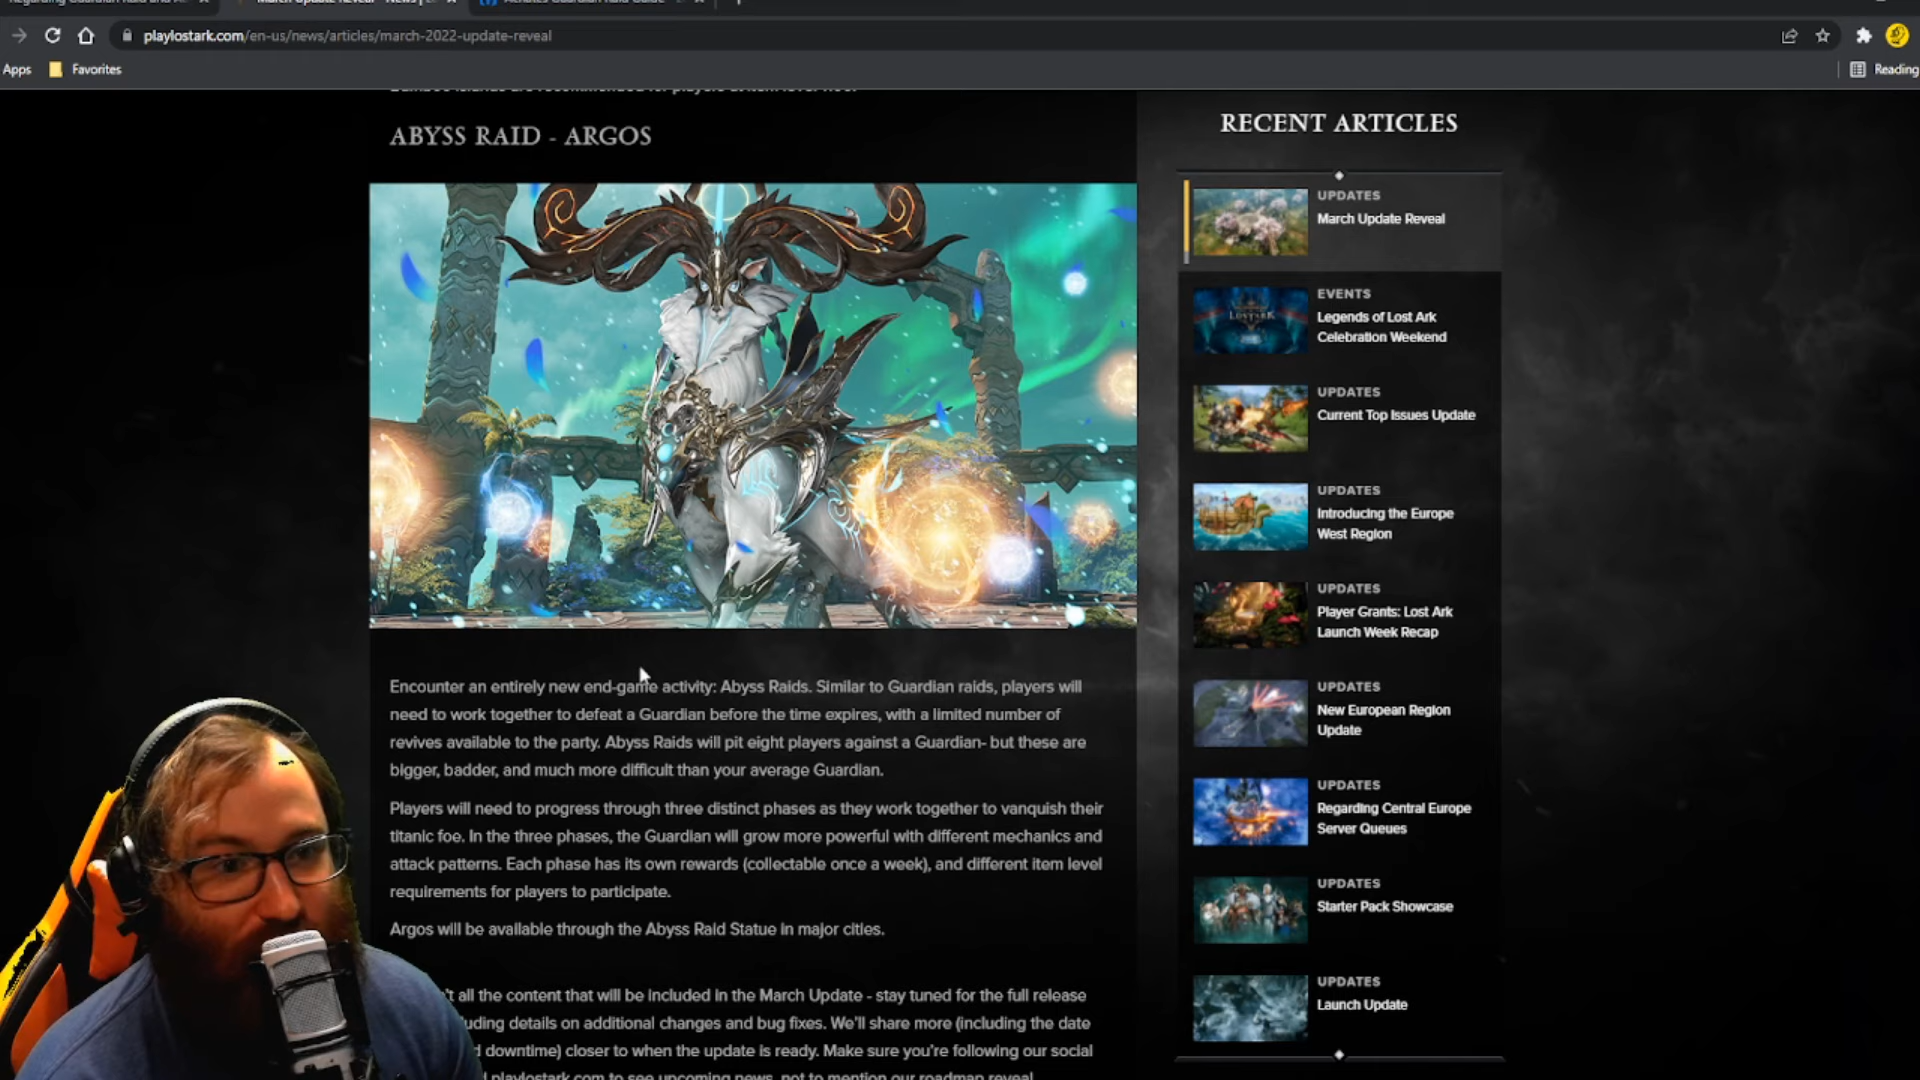 March Update Reveal - News |
playlostark.com/en-us/news/articles/march-2022-update-reveal
Apps
Favorites
Reading
ABYSS RAID - ARGOS
Encounter an entirely new end-game activity: Abyss Raids. Similar to Guardian raids, players will
need to work together to defeat a Guardian before the time expires, with a limited number of
revives available to the party. Abyss Raids will pit eight players against a Guardian- but these are
bigger, badder, and much more difficult than your average Guardian.
Players will need to progress through three distinct phases as they work together to vanquish their
titanic foe. In the three phases, the Guardian will grow more powerful with different mechanics and
attack patterns. Each phase has its own rewards (collectable once a week), and different item level
requirements for players to participate.
Argos will be available through the Abyss Raid Statue in major cities.
't all the content that will be included in the March Update - stay tuned for the full release
uding details on additional changes and bug fixes. We'll share more (including the date
d downtime) closer to when the update is ready. Make sure you're following our social
playlostark.com to see upcoming news, not to mention our roadmap reveal
RECENT ARTICLES
UPDATES
March Update Reveal
EVENTS
Legends of Lost Ark
Celebration Weekend
UPDATES
Current Top Issues Update
UPDATES
Introducing the Europe
West Region
UPDATES
Player Grants: Lost Ark
Launch Week Recap
UPDATES
New European Region
Update
UPDATES
Regarding Central Europe
Server Queues
UPDATES
Starter Pack Showcase
UPDATES
Launch Update